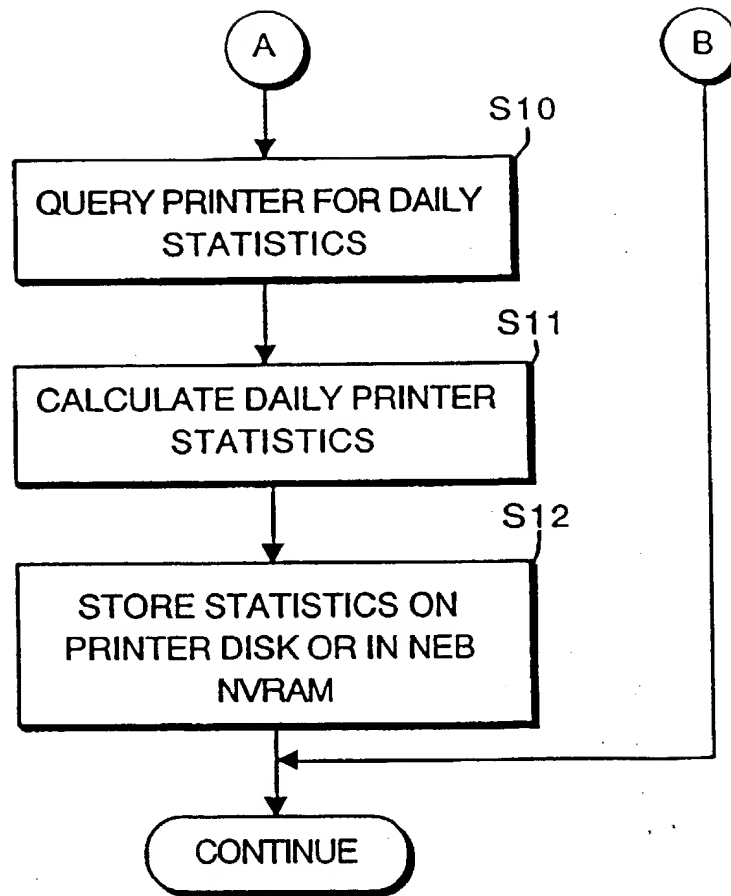 A
B
S10
QUERY PRINTER FOR DAILY
STATISTICS
S11
CALCULATE DAILY PRINTER
STATISTICS
S12
STORE STATISTICS ON
PRINTER DISK OR IN NEB
NVRAM
CONTINUE